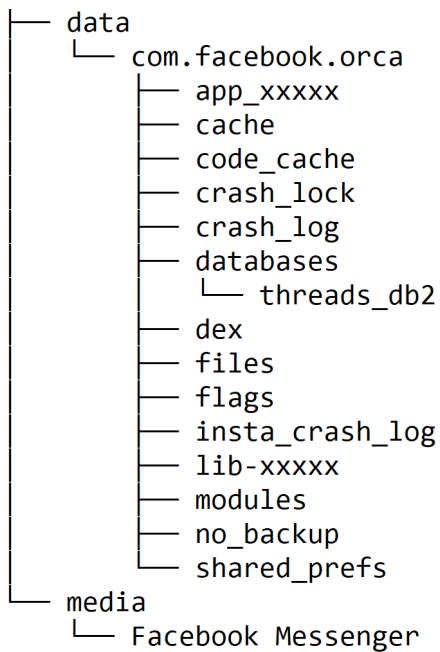 data
com.facebook.orca
app_xxxxx
cache
code_cache
crash_lock
crash_log
databases
threads_db2
dex
files
flags
insta_crash_log
lib-xxxxx
modules
no_backup
shared_prefs
media
Facebook Messenger